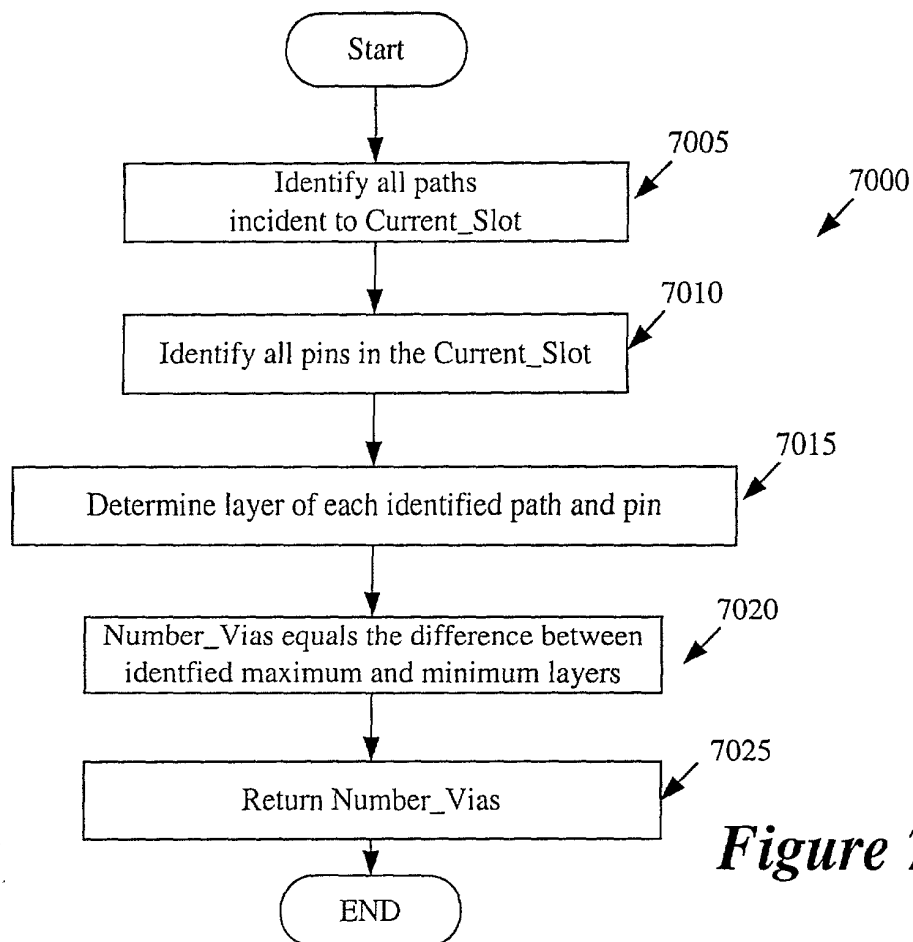 Start
7005
Identify all paths
incident to Current_Slot
7000
7010
Identify all pins in the Current_Slot
7015
Determine layer of each identified path and pin
7020
Number_Vias equals the difference between
identfied maximum and minimum layers
7025
Return Number_Vias
Figure
END